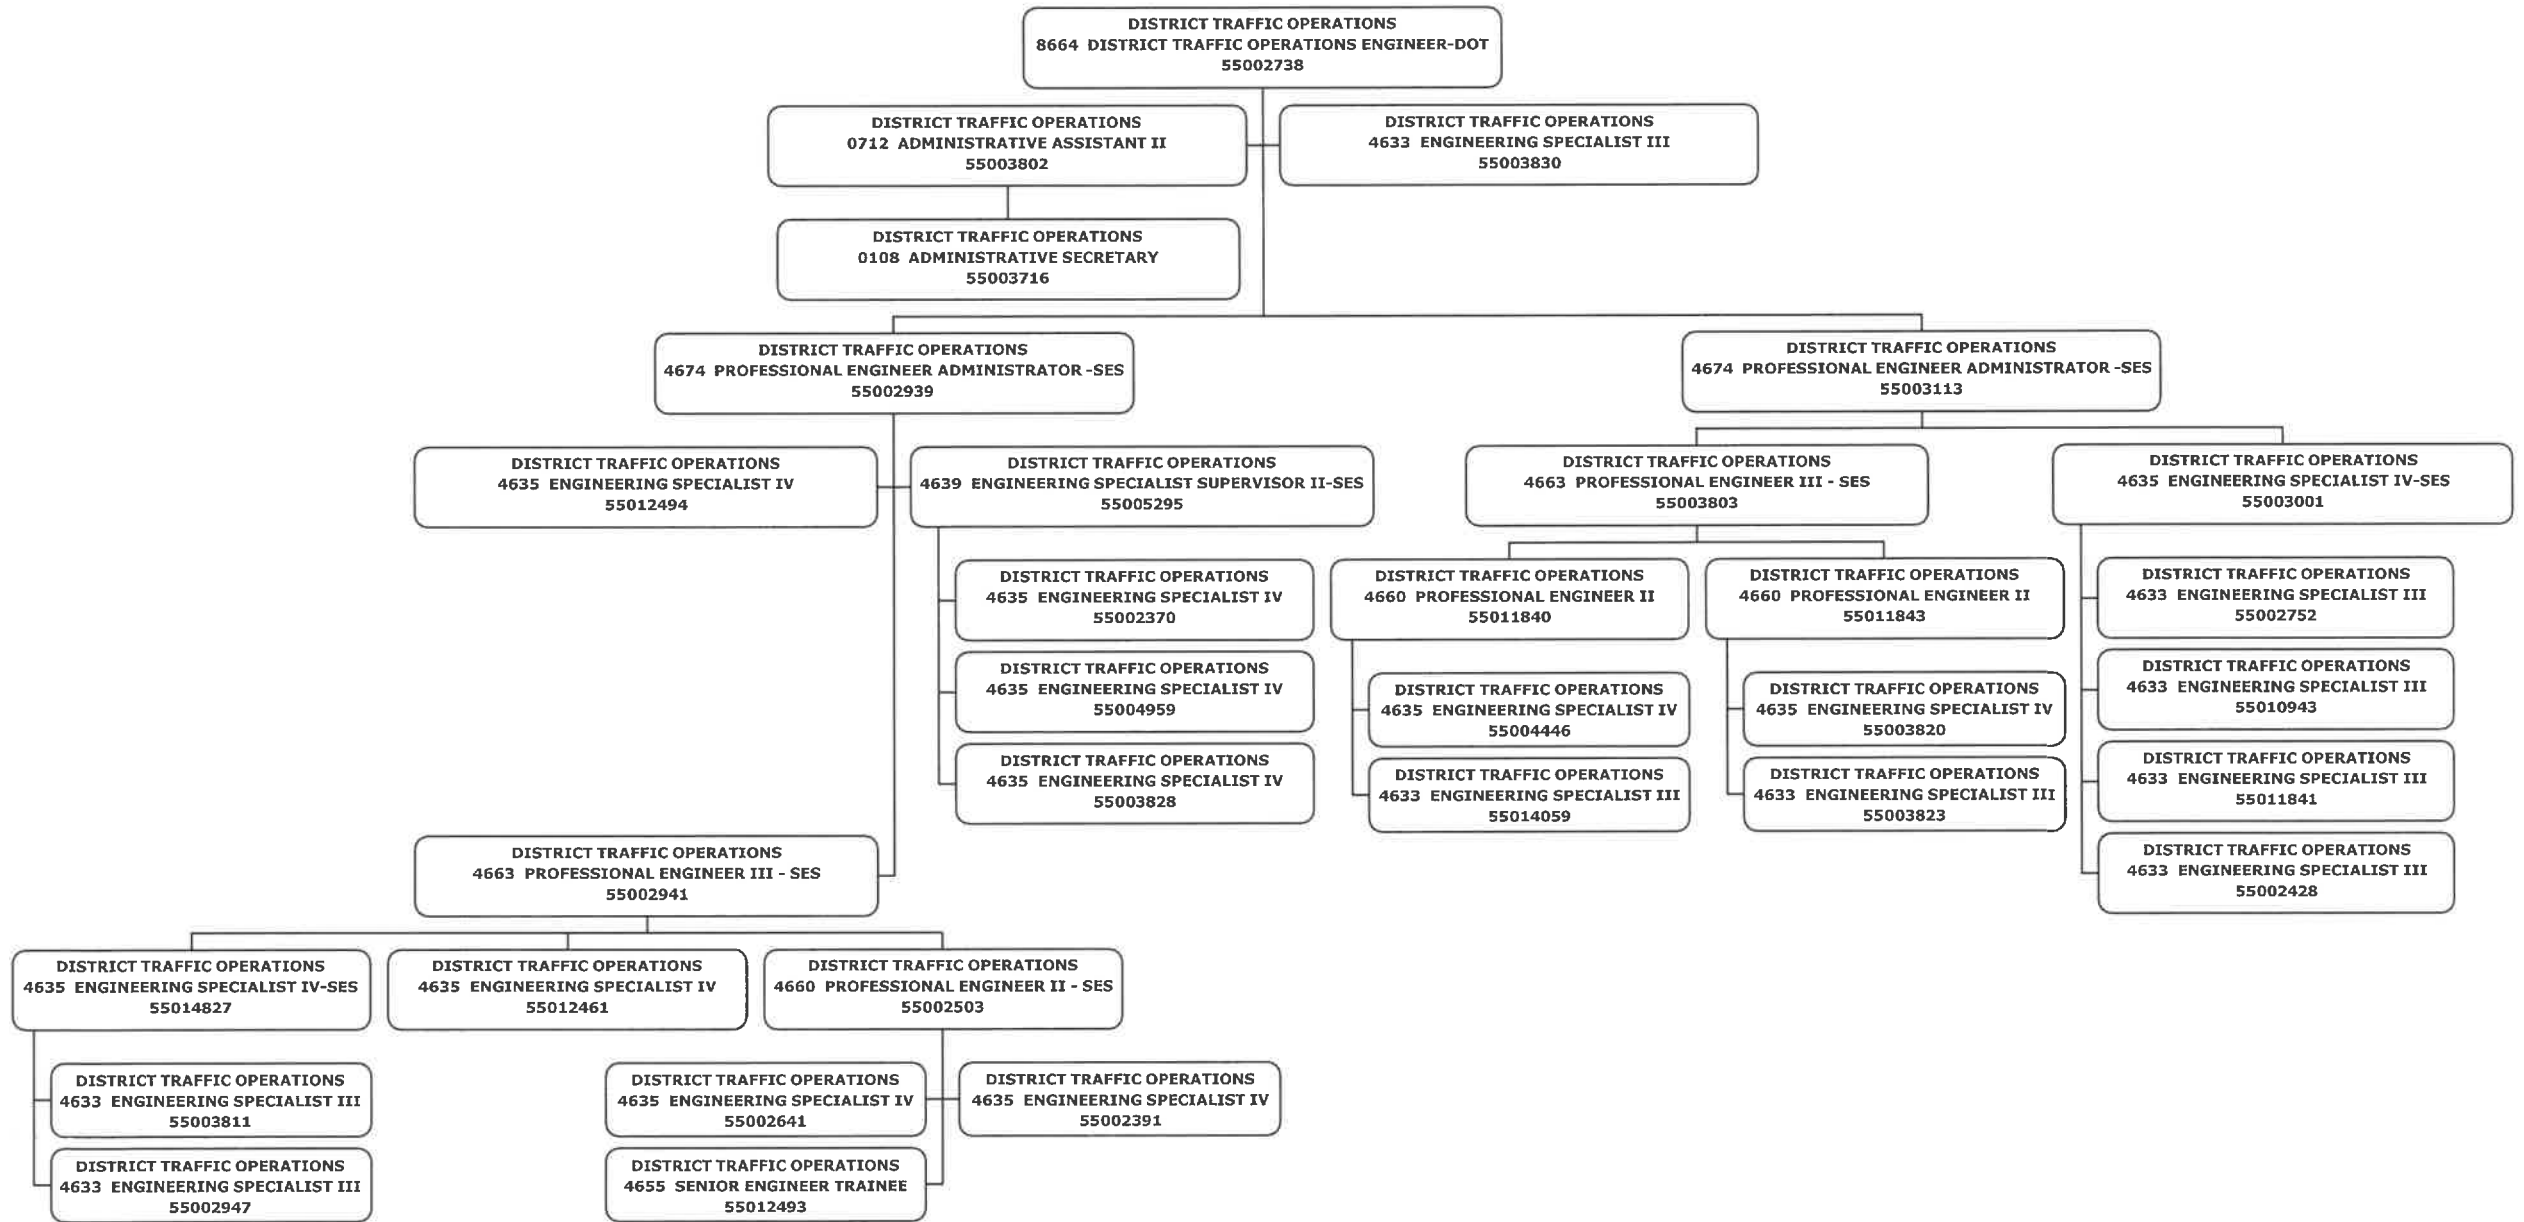 DISTRICT TRAFFIC OPERATIONS
8664 DISTRICT TRAFFIC OPERATIONS ENGINEER-DOT
55002738
DISTRICT TRAFFIC OPERATIONS
0712 ADMINISTRATIVE ASSISTANT II
55003802
DISTRICT TRAFFIC OPERATIONS
4633 ENGINEERING SPECIALIST III
55003830
DISTRICT TRAFFIC OPERATIONS
0108 ADMINISTRATIVE SECRETARY
55003716
DISTRICT TRAFFIC OPERATIONS
4674 PROFESSIONAL ENGINEER ADMINISTRATOR -SES
55002939
DISTRICT TRAFFIC OPERATIONS
4674 PROFESSIONAL ENGINEER ADMINISTRATOR -SES
55003113
DISTRICT TRAFFIC OPERATIONS
4635 ENGINEERING SPECIALIST IV
55012494
DISTRICT TRAFFIC OPERATIONS
4639 ENGINEERING SPECIALIST SUPERVISOR II-SES
55005295
DISTRICT TRAFFIC OPERATIONS
4663 PROFESSIONAL ENGINEER III - SES
55003803
DISTRICT TRAFFIC OPERATIONS
4635 ENGINEERING SPECIALIST IV-SES
55003001
DISTRICT TRAFFIC OPERATIONS
4635 ENGINEERING SPECIALIST IV
55002370
DISTRICT TRAFFIC OPERATIONS
4635 ENGINEERING SPECIALIST IV
55004959
DISTRICT TRAFFIC OPERATIONS
4635 ENGINEERING SPECIALIST IV
55003828
DISTRICT TRAFFIC OPERATIONS
4660 PROFESSIONAL ENGINEER II
55011840
DISTRICT TRAFFIC OPERATIONS
4635 ENGINEERING SPECIALIST IV
55004446
DISTRICT TRAFFIC OPERATIONS
4633 ENGINEERING SPECIALIST III
55014059
DISTRICT TRAFFIC OPERATIONS
4660 PROFESSIONAL ENGINEER II
55011843
DISTRICT TRAFFIC OPERATIONS
4635 ENGINEERING SPECIALIST IV
55003820
DISTRICT TRAFFIC OPERATIONS
4633 ENGINEERING SPECIALIST III
55003823
DISTRICT TRAFFIC OPERATIONS
4633 ENGINEERING SPECIALIST III
55002752
DISTRICT TRAFFIC OPERATIONS
4633 ENGINEERING SPECIALIST III
55010943
DISTRICT TRAFFIC OPERATIONS
4633 ENGINEERING SPECIALIST III
55011841
DISTRICT TRAFFIC OPERATIONS
4633 ENGINEERING SPECIALIST III
55002428
DISTRICT TRAFFIC OPERATIONS
4663 PROFESSIONAL ENGINEER III - SES
55002941
DISTRICT TRAFFIC OPERATIONS
4635 ENGINEERING SPECIALIST IV-SES
55014827
DISTRICT TRAFFIC OPERATIONS
4635 ENGINEERING SPECIALIST IV
55012461
DISTRICT TRAFFIC OPERATIONS
4660 PROFESSIONAL ENGINEER II - SES
55002503
DISTRICT TRAFFIC OPERATIONS
4633 ENGINEERING SPECIALIST III
55003811
DISTRICT TRAFFIC OPERATIONS
4633 ENGINEERING SPECIALIST III
55002947
DISTRICT TRAFFIC OPERATIONS
4635 ENGINEERING SPECIALIST IV
55002641
DISTRICT TRAFFIC OPERATIONS
4635 ENGINEERING SPECIALIST IV
55002391
DISTRICT TRAFFIC OPERATIONS
4655 SENIOR ENGINEER TRAINEE
55012493